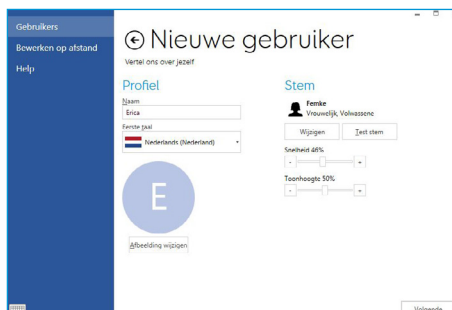 Gebruikers
Bewerken op afstand
Help
Nieuwe gebruiker
Vertel ons over jezelf
Profiel
Naam
Erica
Eerste taal
Nederlands (Nederland)
E
Afbeelding wijzigen
Stem
Femke
Vrouwelijk, Volwassene
Wijzigen
Test stem
Snelheid 46%
- +
Toonhoogte 50%
- +
Volgende